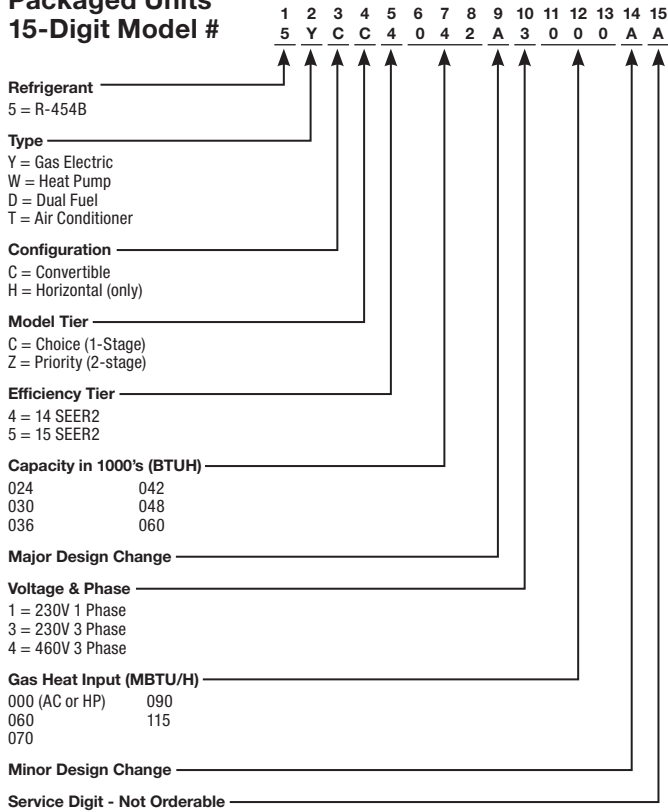 Packaged Units
15-Digit Model #
1 2 3 4 5 6 7 8 9 10 11 12 13 14 15
5 Y C C 4 0 4 2 A 3 0 0 0 A A
Refrigerant
5 = R-454B
Type
Y = Gas Electric
W = Heat Pump
D = Dual Fuel
T = Air Conditioner
Configuration
C = Convertible
H = Horizontal (only)
Model Tier
C = Choice (1-Stage)
Z = Priority (2-stage)
Efficiency Tier
4 = 14 SEER2
5 = 15 SEER2
Capacity in 1000's (BTUH)
024 042
030 048
036 060
Major Design Change
Voltage & Phase
1 = 230V 1 Phase
3 = 230V 3 Phase
4 = 460V 3 Phase
Gas Heat Input (MBTU/H)
000 (AC or HP) 090
060 115
070
Minor Design Change
Service Digit - Not Orderable